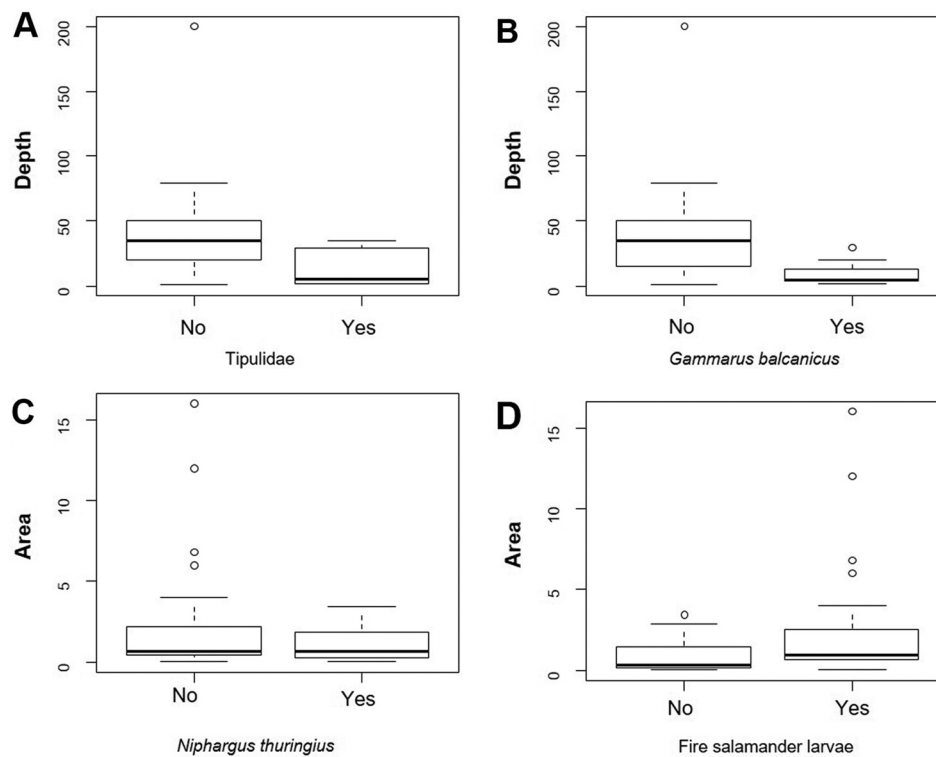 A
Depth
200
150
100
50
0
No Yes
Tipulidae
B
Depth
200
150
100
50
0
No Yes
Gammarus balcanicus
C
Area
15
10
5
0
No Yes
Niphargus thuringius
D
Area
15
10
5
0
No Yes
Fire salamander larvae